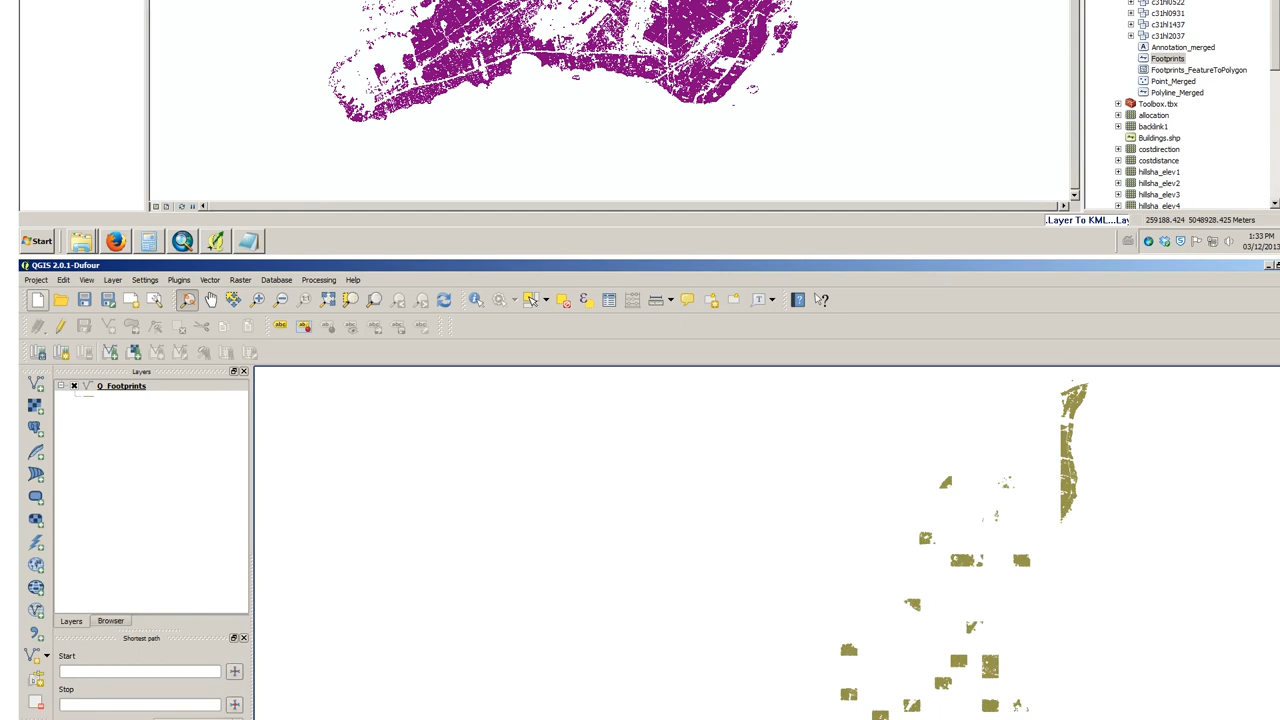 c31hl0522
c31hl0931
c31hl1437
c31hl2037
Annotation_merged
Footprints
Footprints_FeatureToPolygon
Point_Merged
Polyline_Merged
Toolbox.tbx
allocation
backlink1
Buildings.shp
costdirection
costdistance
hillsha_elev1
hillsha_elev2
hillsha_elev3
hillsha_elev4
.Layer To KML...Lay
259188.424 5048928.425 Meters
Start
1:33 PM
03/12/2013
QGIS 2.0.1-Dufour
Project Edit View Layer Settings Plugins Vector Raster Database Processing Help
Layers
Q_Footprints
Layers Browser
Shortest path
Start
Stop